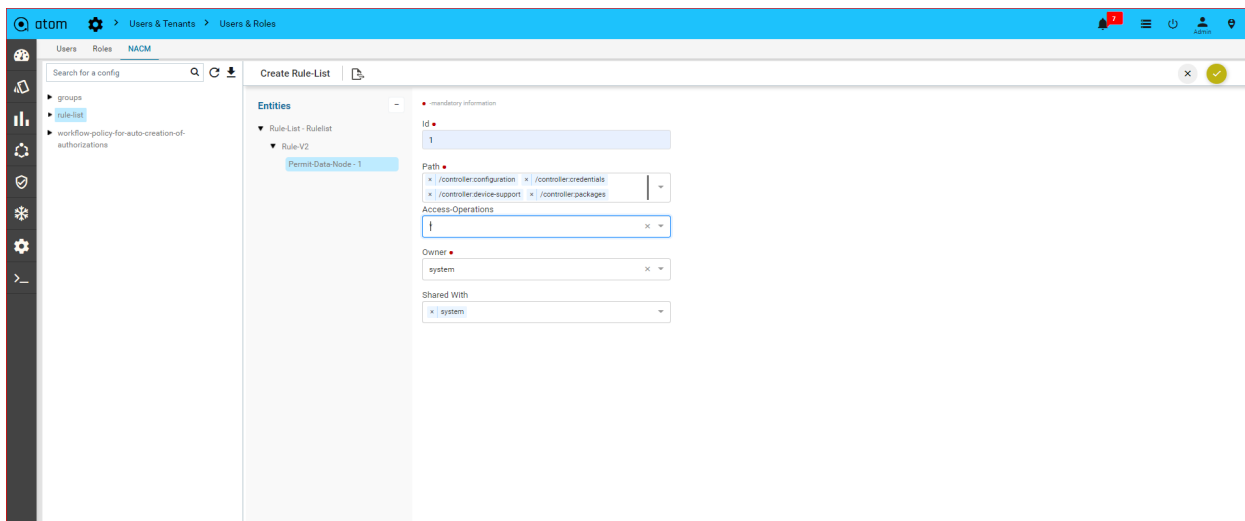 atom > Users & Tenants > Users & Roles 7 Admin
Users Roles NACM
Search for a config
groups
rule-list
workflow-policy-for-auto-creation-of-
authorizations
Create Rule-List
Entities
Rule-List - Rulelist
Rule-V2
Permit-Data-Node - 1
-mandatory information
Id
1
Path
× /controller:configuration × /controller:credentials
× /controller:device-support × /controller:packages
Access-Operations
×
Owner
system ×
Shared With
× system